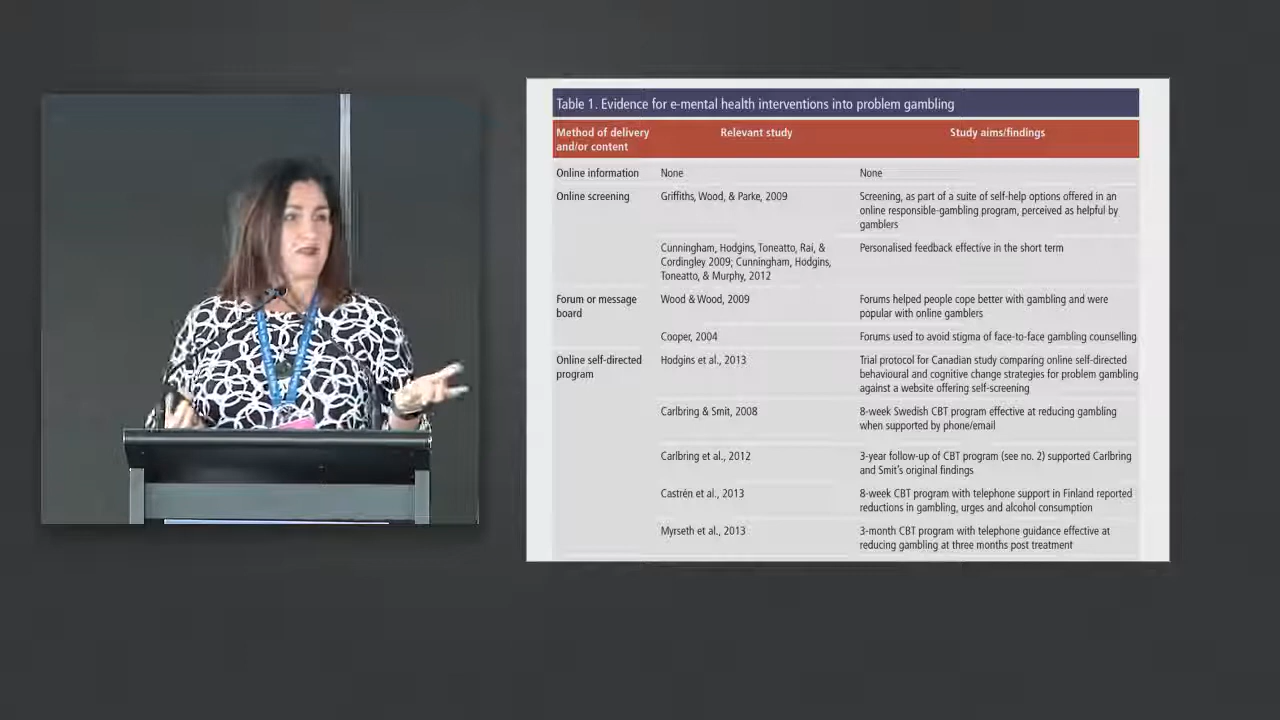 Table 1. Evidence for e-mental health interventions into problem gambling
Method of delivery
and/or content
Relevant study
Study aims/findings
Online information
None
None
Online screening
Griffiths, Wood, & Parke, 2009
Screening, as part of a suite of self-help options offered in an
online responsible-gambling program, perceived as helpful by
gamblers
Cunningham, Hodgins, Toneatto, Rai, &
Cordingley 2009; Cunningham, Hodgins,
Toneatto, & Murphy, 2012
Personalised feedback effective in the short term
Forum or message
board
Wood & Wood, 2009
Forums helped people cope better with gambling and were
popular with online gamblers
Cooper, 2004
Forums used to avoid stigma of face-to-face gambling counselling
Online self-directed
program
Hodgins et al., 2013
Trial protocol for Canadian study comparing online self-directed
behavioural and cognitive change strategies for problem gambling
against a website offering self-screening
Carlbring & Smit, 2008
8-week Swedish CBT program effective at reducing gambling
when supported by phone/email
Carlbring et al., 2012
3-year follow-up of CBT program (see no. 2) supported Carlbring
and Smit's original findings
Castrén et al., 2013
8-week CBT program with telephone support in Finland reported
reductions in gambling, urges and alcohol consumption
Myrseth et al., 2013
3-month CBT program with telephone guidance effective at
reducing gambling at three months post treatment